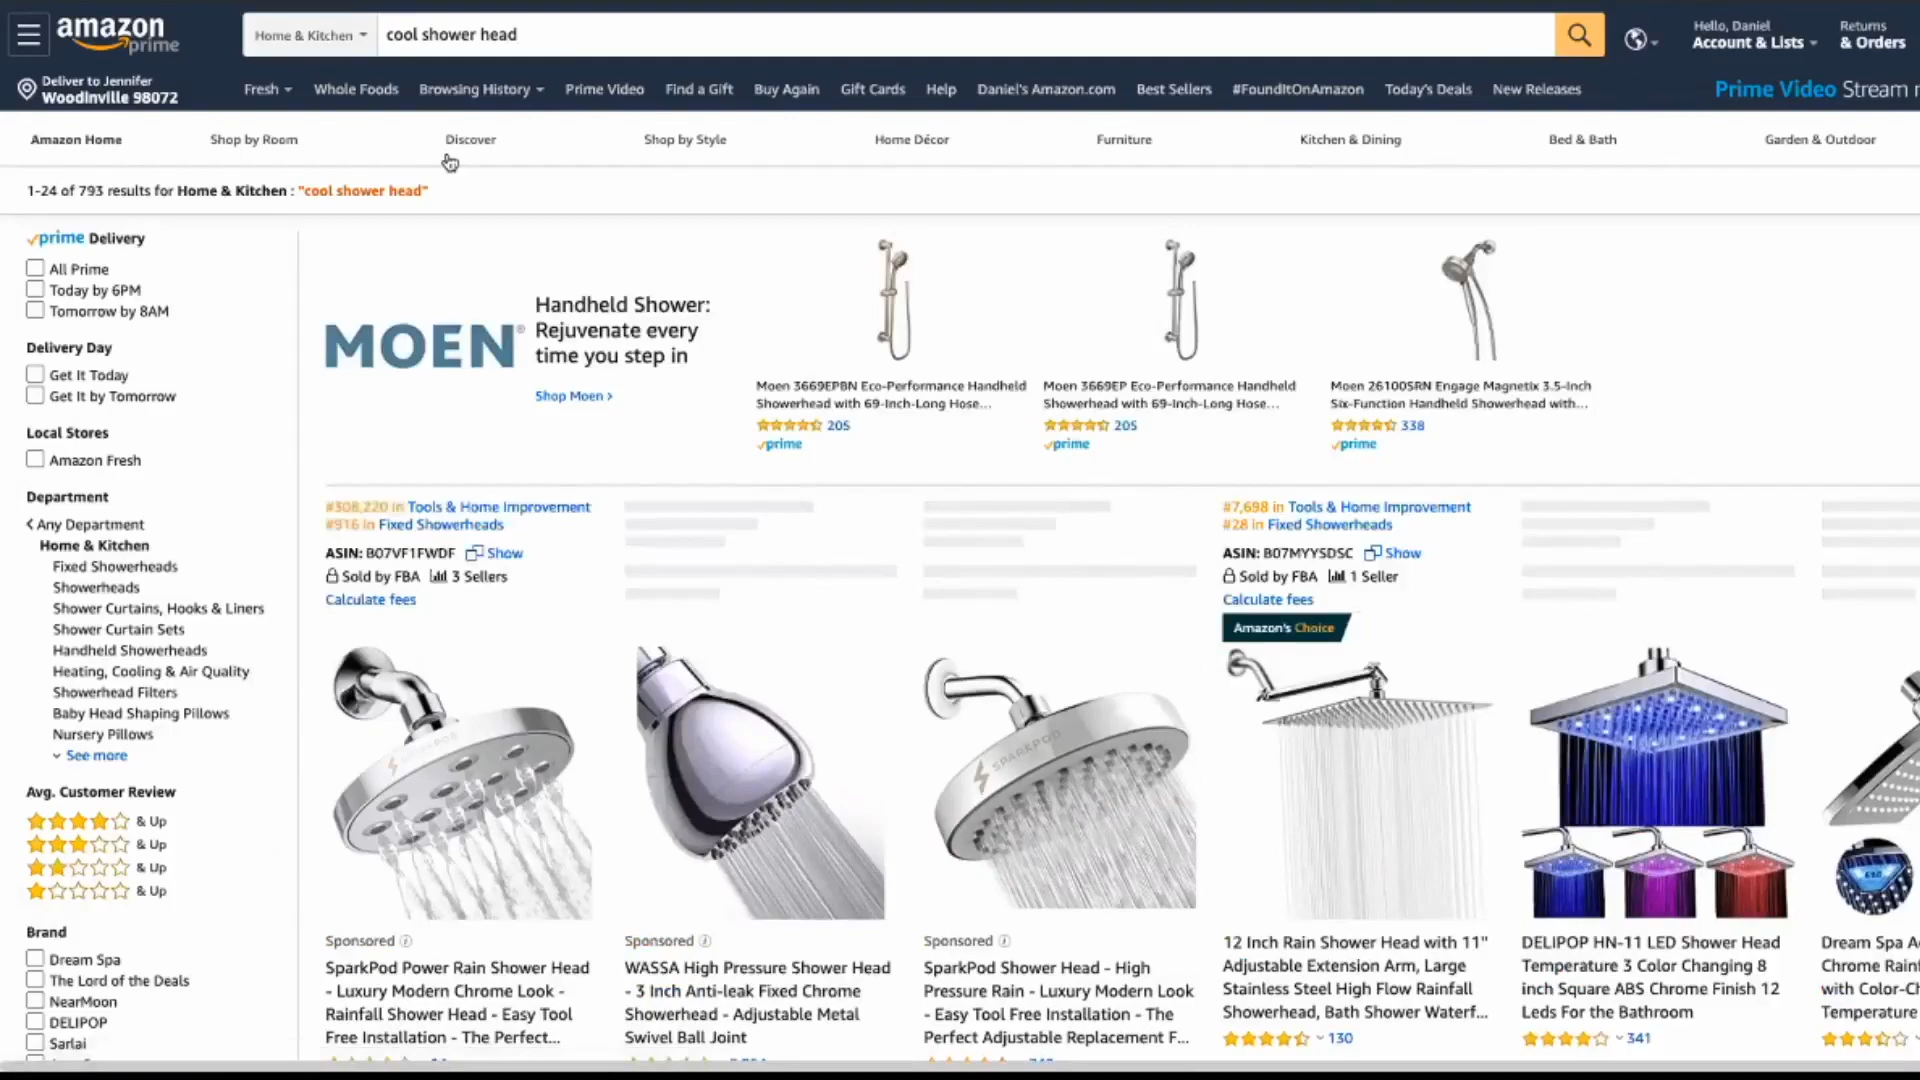 amazon
prime
Home & Kitchen
cool shower head
Hello, Daniel
Account & Lists
Returns
& Orders
Deliver to Jennifer
Woodinville 98072
Fresh
Whole Foods
Browsing History
Prime Video
Find a Gift
Buy Again
Gift Cards
Help
Daniel's Amazon.com
Best Sellers
#FoundItOnAmazon
Today's Deals
New Releases
Prime Video Stream
Amazon Home
Shop by Room
Discover
Shop by Style
Home Décor
Furniture
Kitchen & Dining
Bed & Bath
Garden & Outdoor
1-24 of 793 results for Home & Kitchen : "cool shower head"
prime Delivery
All Prime
Today by 6PM
Tomorrow by 8AM
Delivery Day
Get It Today
Get It by Tomorrow
Local Stores
Amazon Fresh
Department
Any Department
Home & Kitchen
Fixed Showerheads
Showerheads
Shower Curtains, Hooks & Liners
Shower Curtain Sets
Handheld Showerheads
Heating, Cooling & Air Quality
Showerhead Filters
Baby Head Shaping Pillows
Nursery Pillows
See more
Avg. Customer Review
& Up
& Up
& Up
& Up
Brand
Dream Spa
The Lord of the Deals
NearMoon
DELIPOP
Sarlai
MOEN®
Handheld Shower:
Rejuvenate every
time you step in
Shop Moen ›
Moen 3669EPBN Eco-Performance Handheld
Showerhead with 69-Inch-Long Hose...
205
prime
Moen 3669EP Eco-Performance Handheld
Showerhead with 69-Inch-Long Hose...
205
prime
Moen 26100SRN Engage Magnetix 3.5-Inch
Six-Function Handheld Showerhead with...
338
prime
#308,220 in Tools & Home Improvement
#916 in Fixed Showerheads
ASIN: B07VF1FWDF Show
Sold by FBA 3 Sellers
Calculate fees
#7,698 in Tools & Home Improvement
#28 in Fixed Showerheads
ASIN: B07MYYSDSC Show
Sold by FBA 1 Seller
Calculate fees
Amazon's Choice
SPARKPOD
SPARKPOD
Sponsored
SparkPod Power Rain Shower Head
- Luxury Modern Chrome Look -
Rainfall Shower Head - Easy Tool
Free Installation - The Perfect...
Sponsored
WASSA High Pressure Shower Head
- 3 Inch Anti-leak Fixed Chrome
Showerhead - Adjustable Metal
Swivel Ball Joint
Sponsored
SparkPod Shower Head - High
Pressure Rain - Luxury Modern Look
- Easy Tool Free Installation - The
Perfect Adjustable Replacement F...
12 Inch Rain Shower Head with 11"
Adjustable Extension Arm, Large
Stainless Steel High Flow Rainfall
Showerhead, Bath Shower Waterf...
130
DELIPOP HN-11 LED Shower Head
Temperature 3 Color Changing 8
inch Square ABS Chrome Finish 12
Leds For the Bathroom
341
Dream Spa
Chrome
with
Temperature